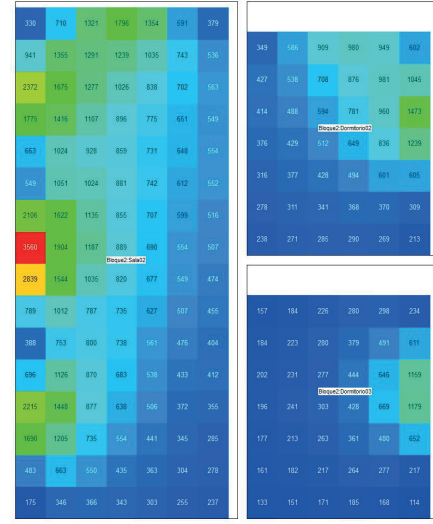 330 710 1321 1796 1354 591 379
941 1355 1291 1239 1035 743 536
2372 1675 1277 1026 838 702 563
1775 1416 1107 896 775 651 549
663 1024 928 859 731 648 554
549 1051 1024 881 742 612 552
2106 1622 1135 855 707 599 516
3560 1904 1187 889 690 554 507
Bloque2:Sala02
2839 1544 1035 820 677 549 474
789 1012 787 735 627 507 455
388 753 800 738 561 476 404
696 1126 870 683 538 433 412
2215 1448 877 638 506 372 355
1690 1205 735 554 441 345 285
483 663 550 435 363 304 278
175 346 366 343 303 255 237
349 586 909 980 949 602
427 538 708 876 981 1045
414 488 594 781 960 1473
Bloque2:Dormitorio02
376 429 512 649 836 1239
316 377 428 494 601 605
278 311 341 368 370 309
238 271 285 290 269 213
157 184 226 280 298 234
184 223 280 379 491 611
202 231 277 444 646 1159
Bloque2:Dormitorio03
196 241 303 428 669 1179
177 213 263 361 480 652
161 182 217 264 277 217
133 151 171 185 168 114